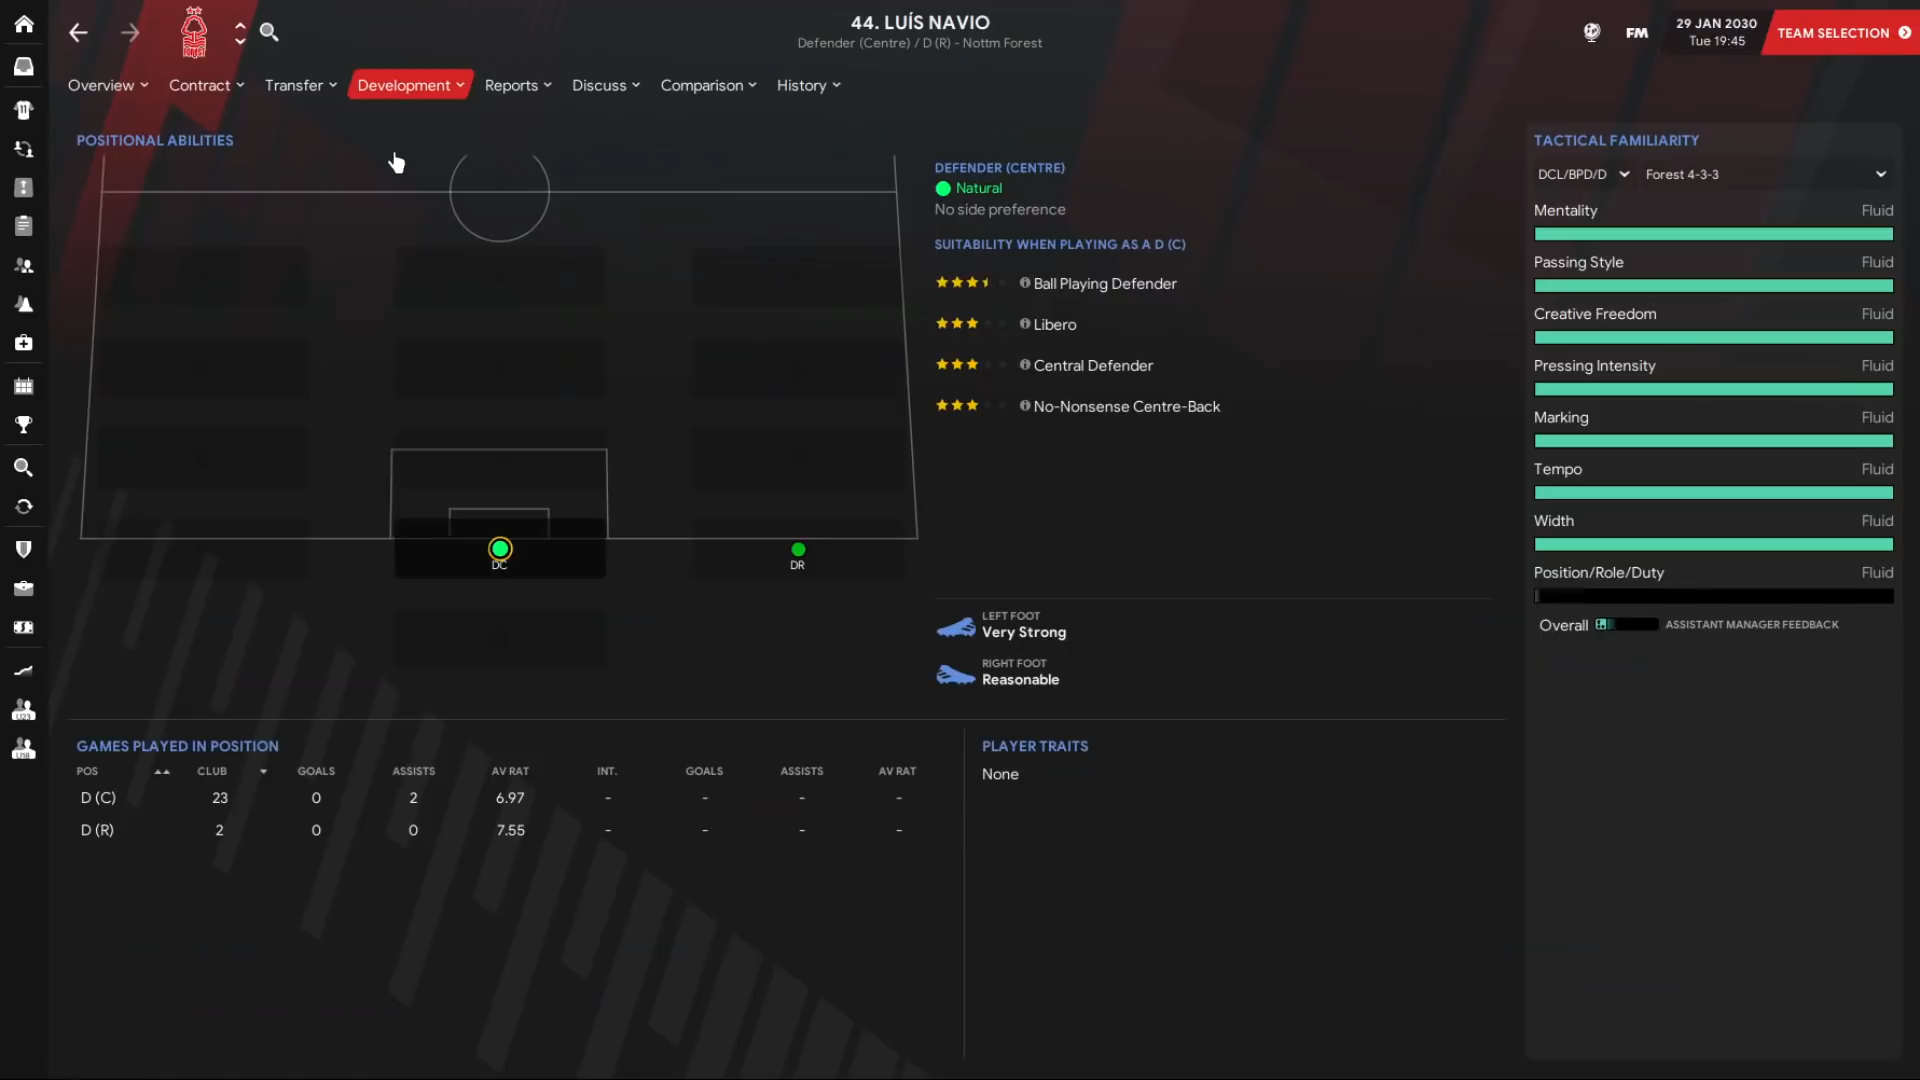 44. LUÍS NAVIO
Defender (Centre) / D (R) - Nottm Forest
FOREST
FM
29 JAN 2030
Tue 19:45
TEAM SELECTION
Overview
Contract
Transfer
Development
Reports
Discuss
Comparison
History
POSITIONAL ABILITIES
DC
DR
DEFENDER (CENTRE)
Natural
No side preference
SUITABILITY WHEN PLAYING AS A D (C)
Ball Playing Defender
Libero
Central Defender
No-Nonsense Centre-Back
LEFT FOOT
Very Strong
RIGHT FOOT
Reasonable
TACTICAL FAMILIARITY
DCL/BPD/D Forest 4-3-3
Mentality Fluid
Passing Style Fluid
Creative Freedom Fluid
Pressing Intensity Fluid
Marking Fluid
Tempo Fluid
Width Fluid
Position/Role/Duty Fluid
Overall ASSISTANT MANAGER FEEDBACK
GAMES PLAYED IN POSITION
POS CLUB GOALS ASSISTS AV RAT INT. GOALS ASSISTS AV RAT
D (C) 23 0 2 6.97 - - - -
D (R) 2 0 0 7.55 - - - -
PLAYER TRAITS
None
11
U23
U18